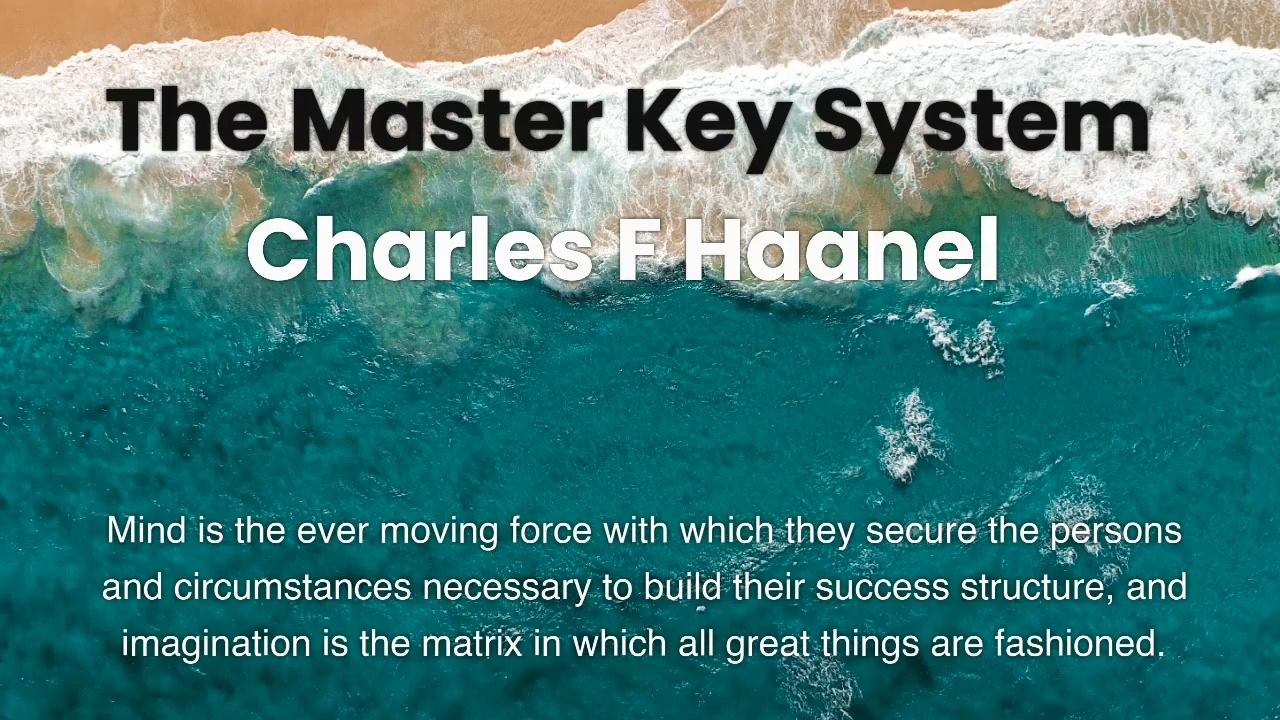 The Master Key System
Charles F Haanel
Mind is the ever moving force with which they secure the persons
and circumstances necessary to build their success structure, and
imagination is the matrix in which all great things are fashioned.